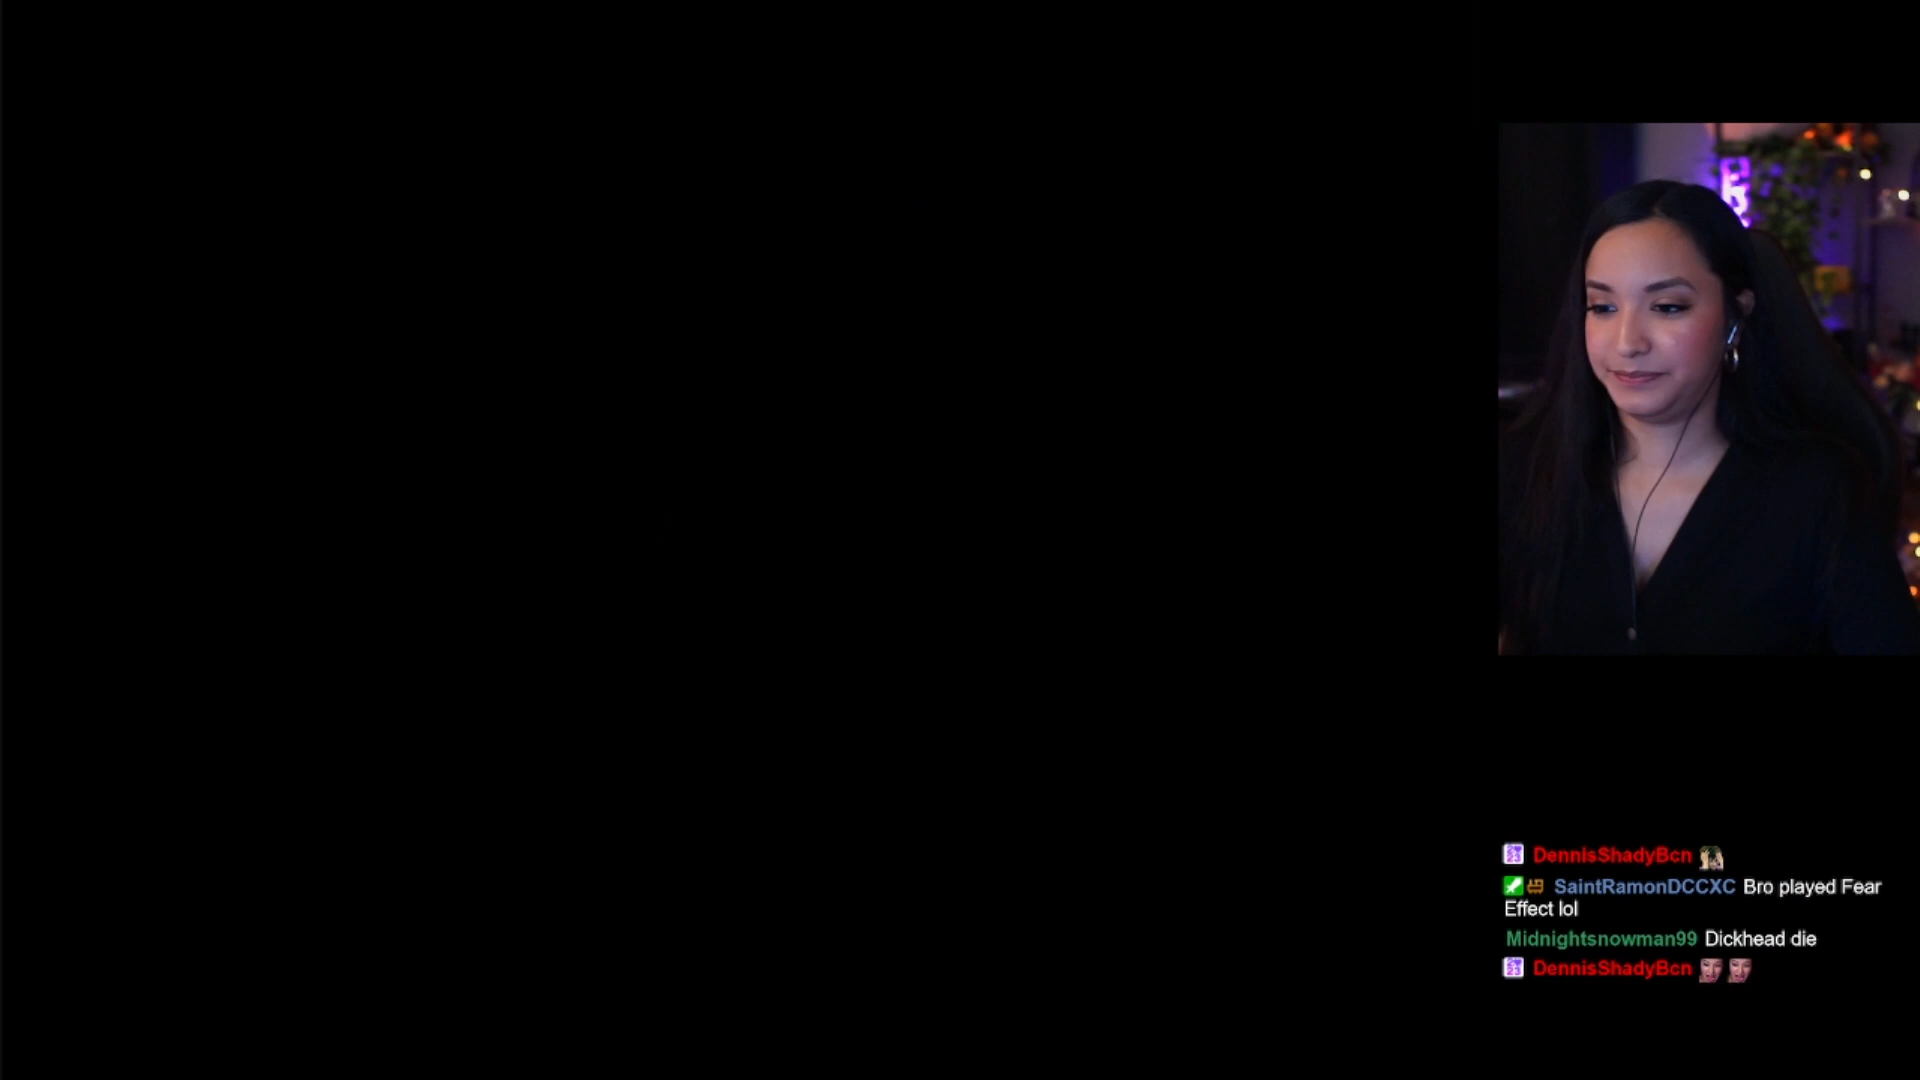 DennisShadyBcn
SaintRamonDCCXC Bro played Fear
Effect lol
Midnightsnowman99 Dickhead die
DennisShadyBcn